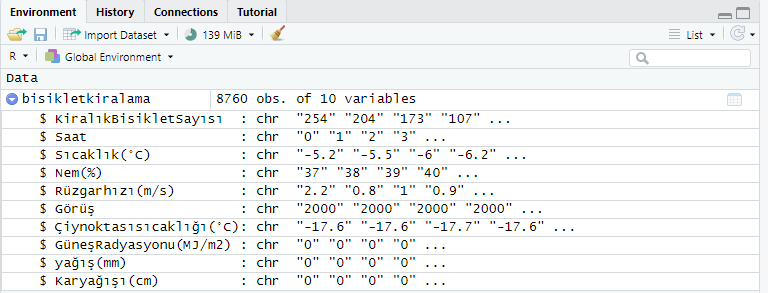 Environment History Connections Tutorial
Import Dataset 139 MiB List
R Global Environment
Data
bisikletkiralama 8760 obs. of 10 variables
$ KiralıkBisikletSayısı : chr "254" "204" "173" "107" ...
$ Saat : chr "0" "1" "2" "3" ...
$ Sıcaklık(°C) : chr "-5.2" "-5.5" "-6" "-6.2" ...
$ Nem(%) : chr "37" "38" "39" "40" ...
$ Rüzgarhızı(m/s) : chr "2.2" "0.8" "1" "0.9" ...
$ Görüş : chr "2000" "2000" "2000" "2000" ...
$ Çiynoktasısıcaklığı(°C): chr "-17.6" "-17.6" "-17.7" "-17.6" ...
$ GüneşRadyasyonu(MJ/m2) : chr "0" "0" "0" "0" ...
$ yağış(mm) : chr "0" "0" "0" "0" ...
$ Karyağışı(cm) : chr "0" "0" "0" "0" ...